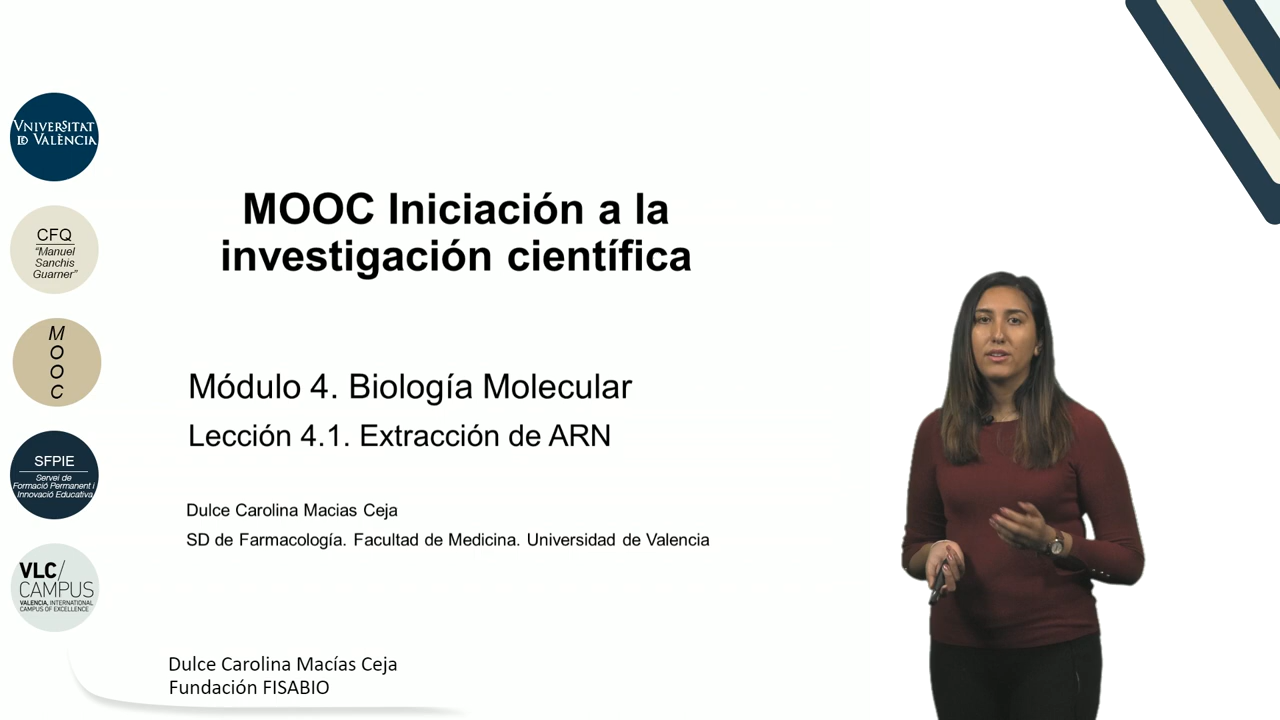 VNIVERSITAT
ID VALÈNCIA
CFQ
“Manuel
Sanchis
Guarner”
M
O
O
C
SFPIE
Servei de
Formació Permanent i
Innovació Educativa
VLC/
CAMPUS
VALENCIA, INTERNATIONAL
CAMPUS OF EXCELLENCE
MOOC Iniciación a la
investigación científica
Módulo 4. Biología Molecular
Lección 4.1. Extracción de ARN
Dulce Carolina Macias Ceja
SD de Farmacología. Facultad de Medicina. Universidad de Valencia
Dulce Carolina Macías Ceja
Fundación FISABIO